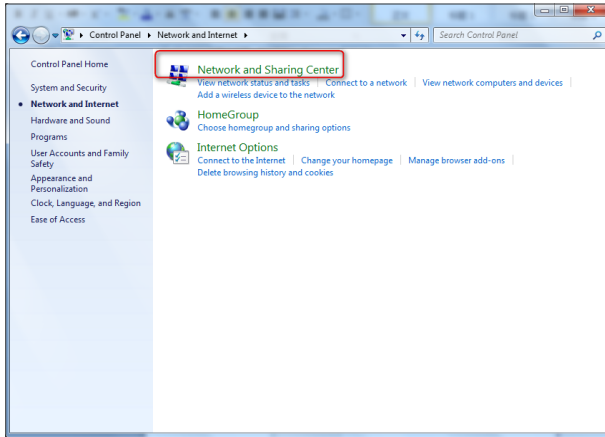 Control Panel Network and Internet
Search Control Panel
Control Panel Home
System and Security
Network and Internet
Hardware and Sound
Programs
User Accounts and Family
Safety
Appearance and
Personalization
Clock, Language, and Region
Ease of Access
Network and Sharing Center
View network status and tasks Connect to a network View network computers and devices
Add a wireless device to the network
HomeGroup
Choose homegroup and sharing options
Internet Options
Connect to the Internet Change your homepage Manage browser add-ons
Delete browsing history and cookies